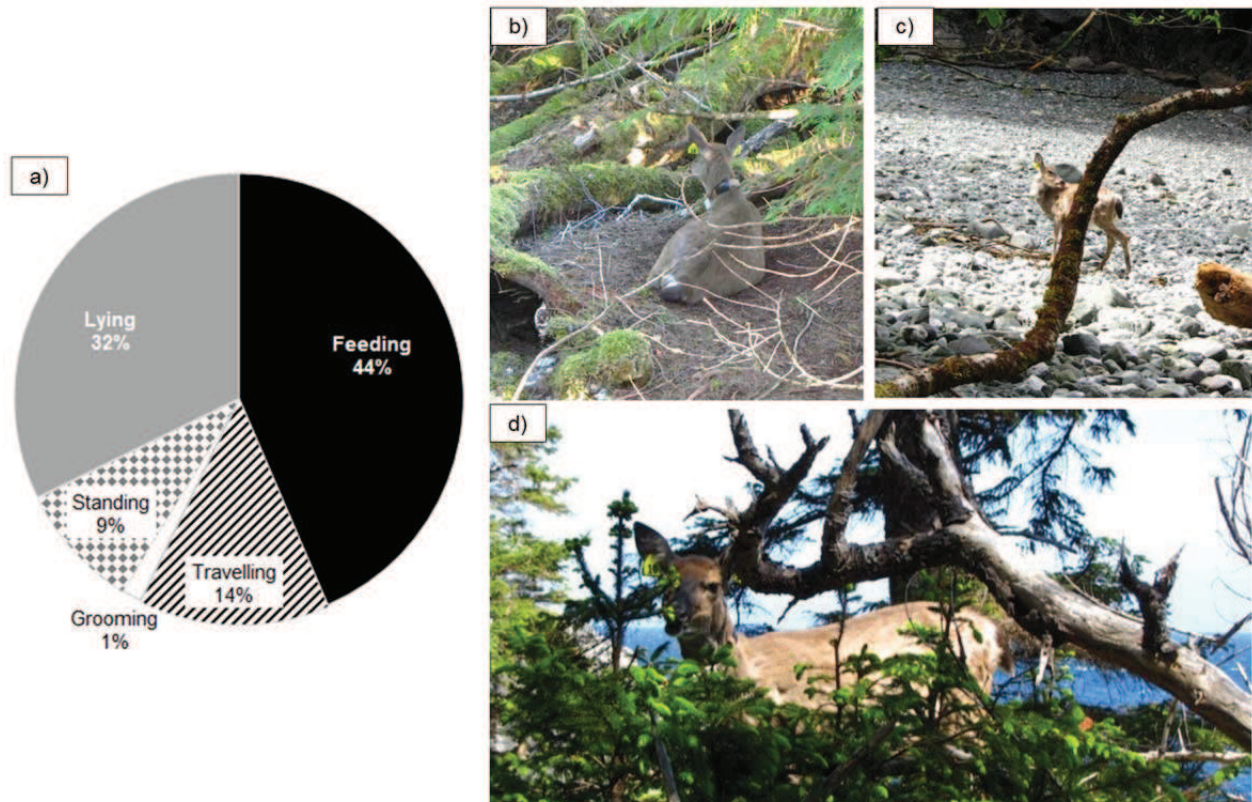 a)
Lying
32%
Feeding
44%
Standing
9%
Travelling
14%
Grooming
1%
b)
c)
d)